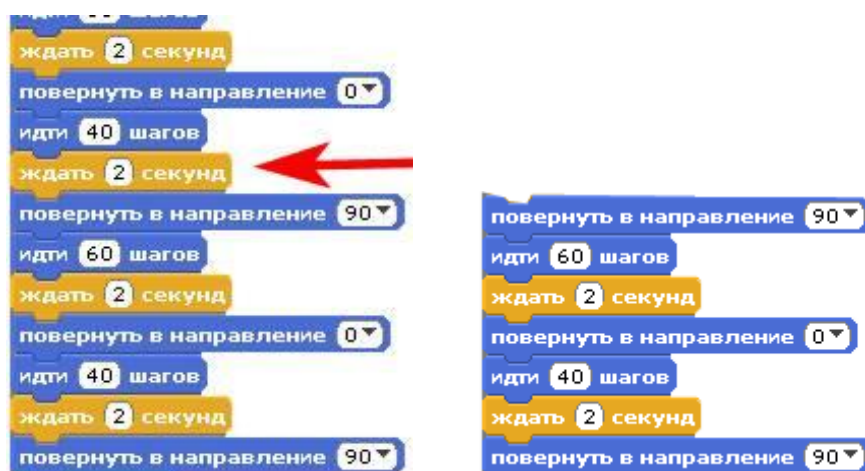 ждать 2 секунд
повернуть в направление 0
идти 40 шагов
ждать 2 секунд
повернуть в направление 90
идти 60 шагов
ждать 2 секунд
повернуть в направление 0
идти 40 шагов
ждать 2 секунд
повернуть в направление 90
повернуть в направление 90
идти 60 шагов
ждать 2 секунд
повернуть в направление 0
идти 40 шагов
ждать 2 секунд
повернуть в направление 90